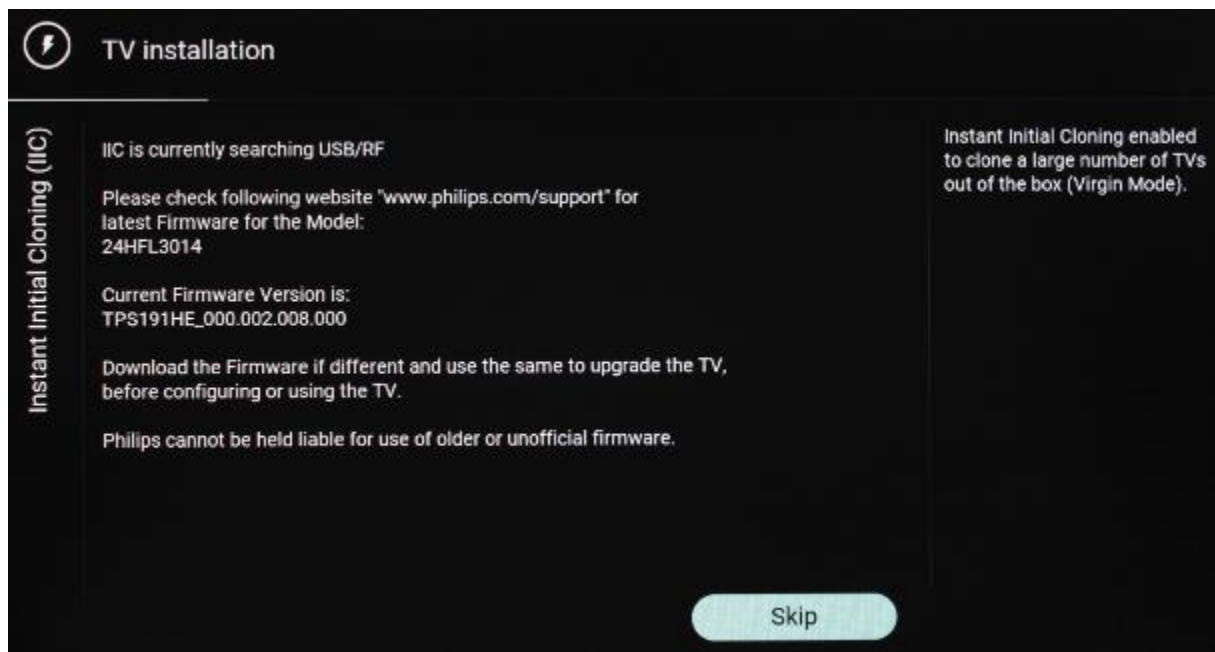 TV installation
Instant Initial Cloning (IIC)
IIC is currently searching USB/RF
Please check following website "www.philips.com/support" for
latest Firmware for the Model:
24HFL3014
Current Firmware Version is:
TPS191HE_000.002.008.000
Download the Firmware if different and use the same to upgrade the TV,
before configuring or using the TV.
Philips cannot be held liable for use of older or unofficial firmware.
Instant Initial Cloning enabled
to clone a large number of TVs
out of the box (Virgin Mode).
Skip